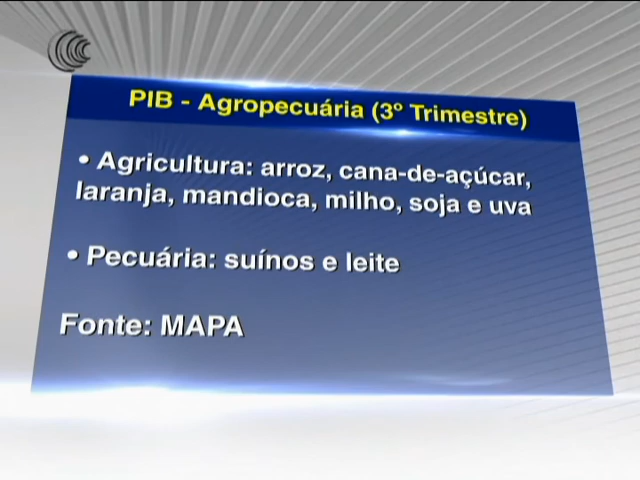 PIB - Agropecuária (3º Trimestre)
• Agricultura: arroz, cana-de-açúcar,
laranja, mandioca, milho, soja e uva
• Pecuária: suínos e leite
Fonte: MAPA